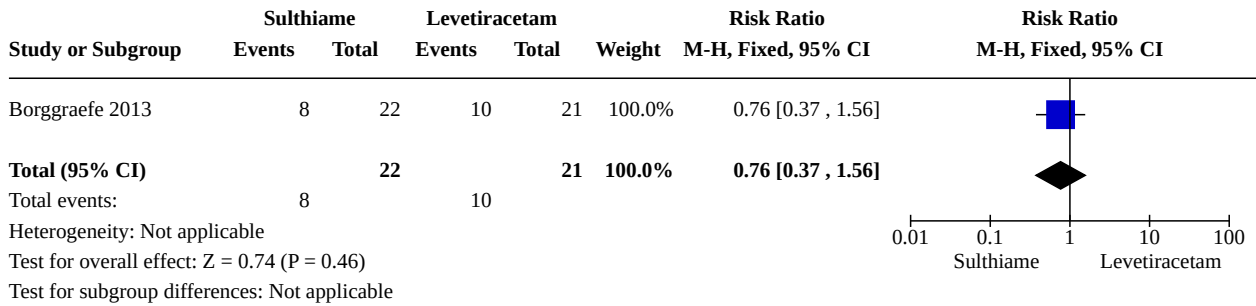 Sulthiame Levetiracetam Risk Ratio Risk Ratio
Study or Subgroup Events Total Events Total Weight M-H, Fixed, 95% CI M-H, Fixed, 95% CI
Borggraefe 2013 8 22 10 21 100.0% 0.76 [0.37 , 1.56]
Total (95% CI) 22 21 100.0% 0.76 [0.37 , 1.56]
Total events: 8 10
Heterogeneity: Not applicable
0.01 0.1 1 10 100
Test for overall effect: Z = 0.74 (P = 0.46)
Sulthiame Levetiracetam
Test for subgroup differences: Not applicable